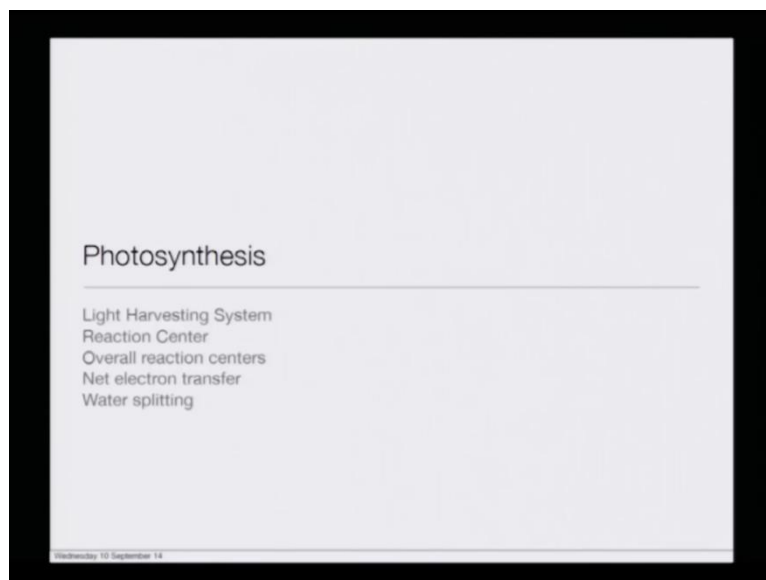 Photosynthesis
Light Harvesting System
Reaction Center
Overall reaction centers
Net electron transfer
Water splitting
Wednesday 10 September 14